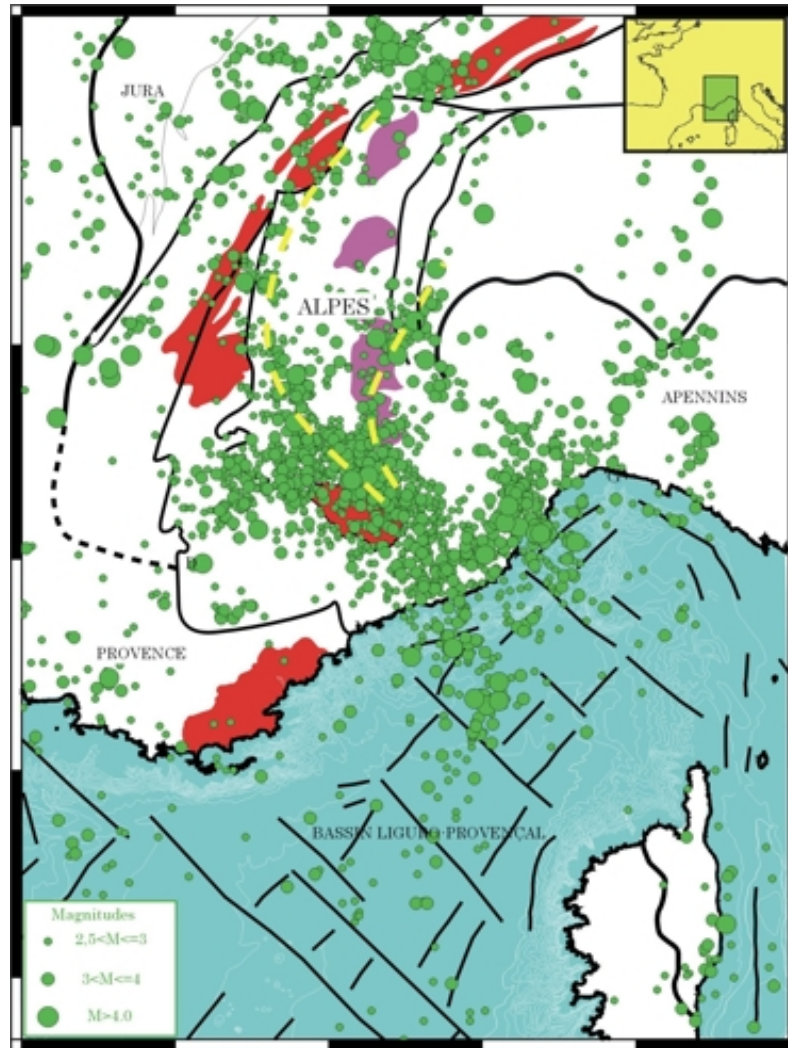 JURA
ALPES
APENNINS
PROVENCE
BASSIN LIGURO-PROVENÇAL
Magnitudes
2,5<M<=3
3<M<=4
M>4.0